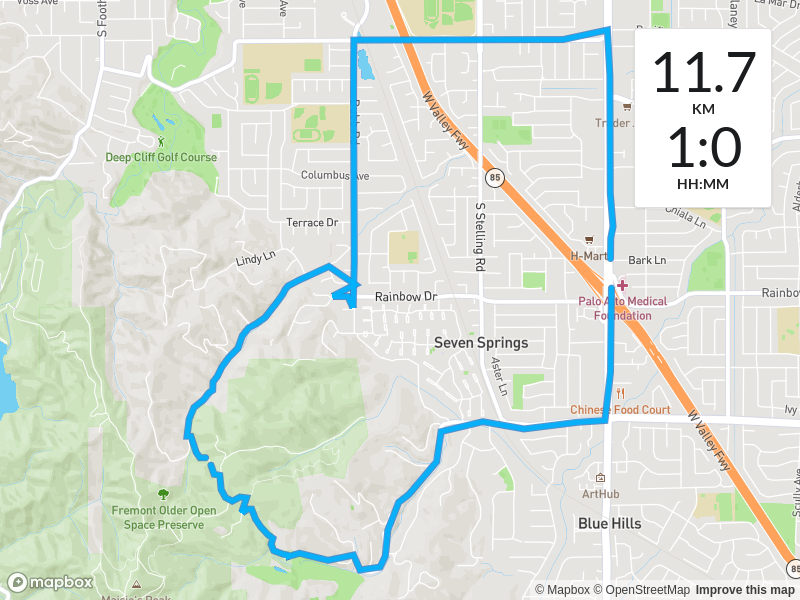 Voss Ave
S Footh
Ave
La Mar Dr
11.7
KM
1:0
HH:MM
W Valley Fwy
Trader
Deep Cliff Golf Course
Columbus Ave
85
S Stelling Rd
Terrace Dr
Chiala Ln
Lindy Ln
H-Mart
Bark Ln
Palo Alto Medical
Foundation
Rainbow Dr
Rainbow
Seven Springs
Aster Ln
Chinese Food Court
Ivy
W Valley Fwy
ArtHub
Scully Ave
Fremont Older Open
Space Preserve
Blue Hills
85
Maisie's Peak
mapbox
© Mapbox © OpenStreetMap Improve this map